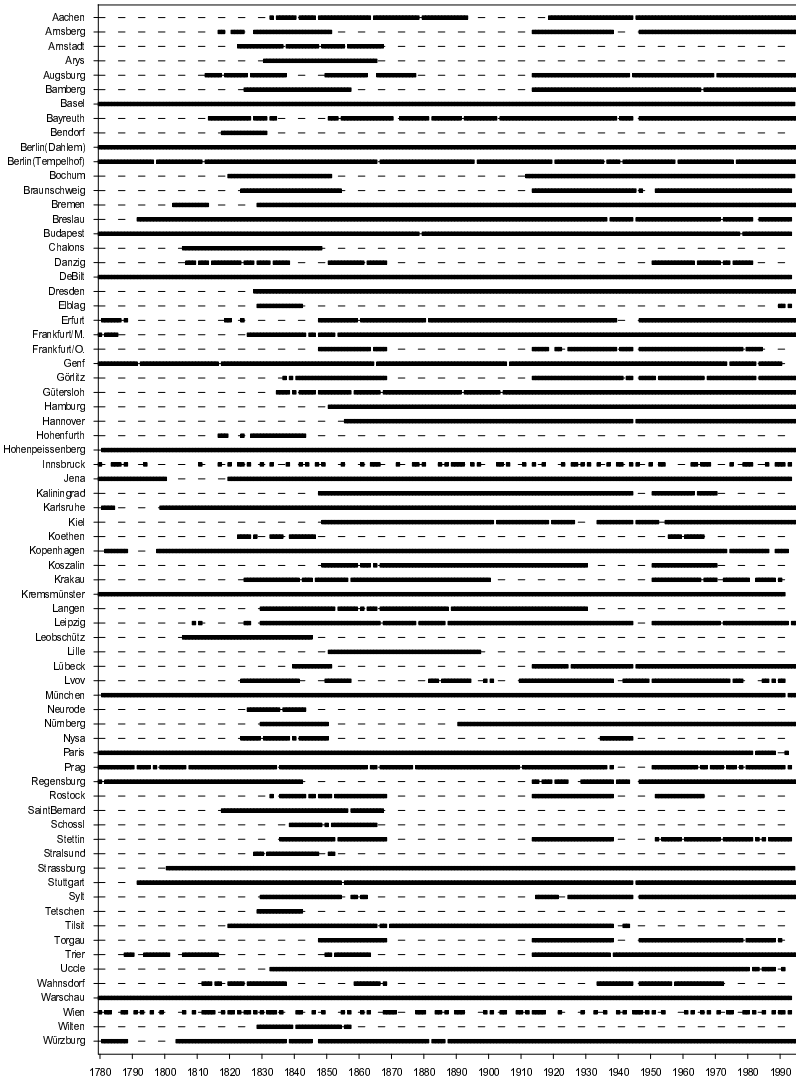 Aachen
Arnsberg
Arnstadt
Arys
Augsburg
Bamberg
Basel
Bayreuth
Bendorf
Berlin(Dahlem)
Berlin(Tempelhof)
Bochum
Braunschweig
Bremen
Breslau
Budapest
Chalons
Danzig
DeBilt
Dresden
Elblag
Erfurt
Frankfurt/M.
Frankfurt/O.
Genf
Görlitz
Gütersloh
Hamburg
Hannover
Hohenfurth
Hohenpeissenberg
Innsbruck
Jena
Kaliningrad
Karlsruhe
Kiel
Koethen
Kopenhagen
Koszalin
Krakau
Kremsmünster
Langen
Leipzig
Leobschütz
Lille
Lübeck
Lvov
München
Neurode
Nürnberg
Nysa
Paris
Prag
Regensburg
Rostock
SaintBernard
Schossl
Stettin
Stralsund
Strassburg
Stuttgart
Sylt
Tetschen
Tilsit
Torgau
Trier
Uccle
Wahnsdorf
Warschau
Wien
Wilten
Würzburg
1780 1790 1800 1810 1820 1830 1840 1850 1860 1870 1880 1890 1900 1910 1920 1930 1940 1950 1960 1970 1980 1990